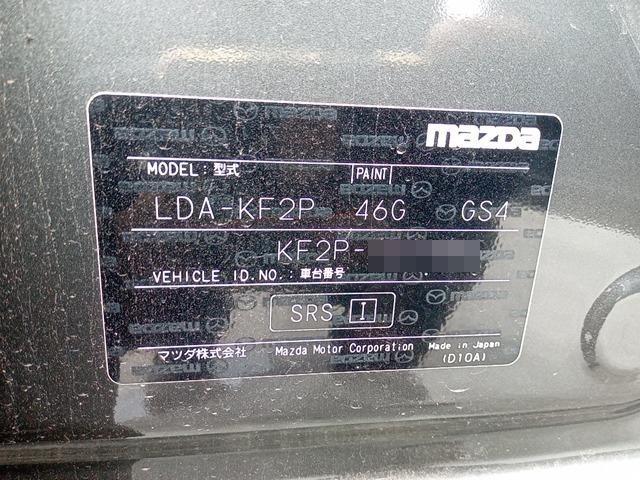 mazda
MODEL : 型式 PAINT
LDA-KF2P 46G GS4
KF2P-
VEHICLE ID.NO. : 車台番号
SRS I
マツダ株式会社 Mazda Motor Corporation Made in Japan
(D10A)